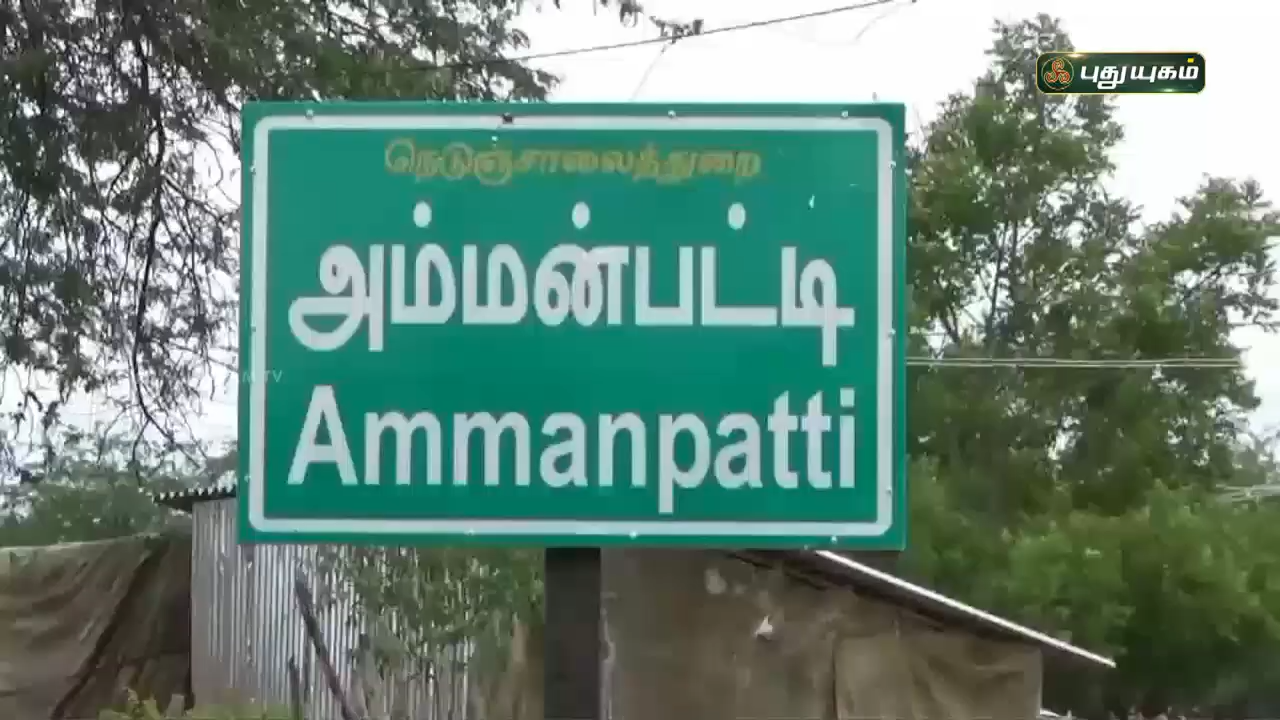 புதுயுகம்
நெடுஞ்சாலைத்துறை
அம்மன்பட்டி
Ammanpatti